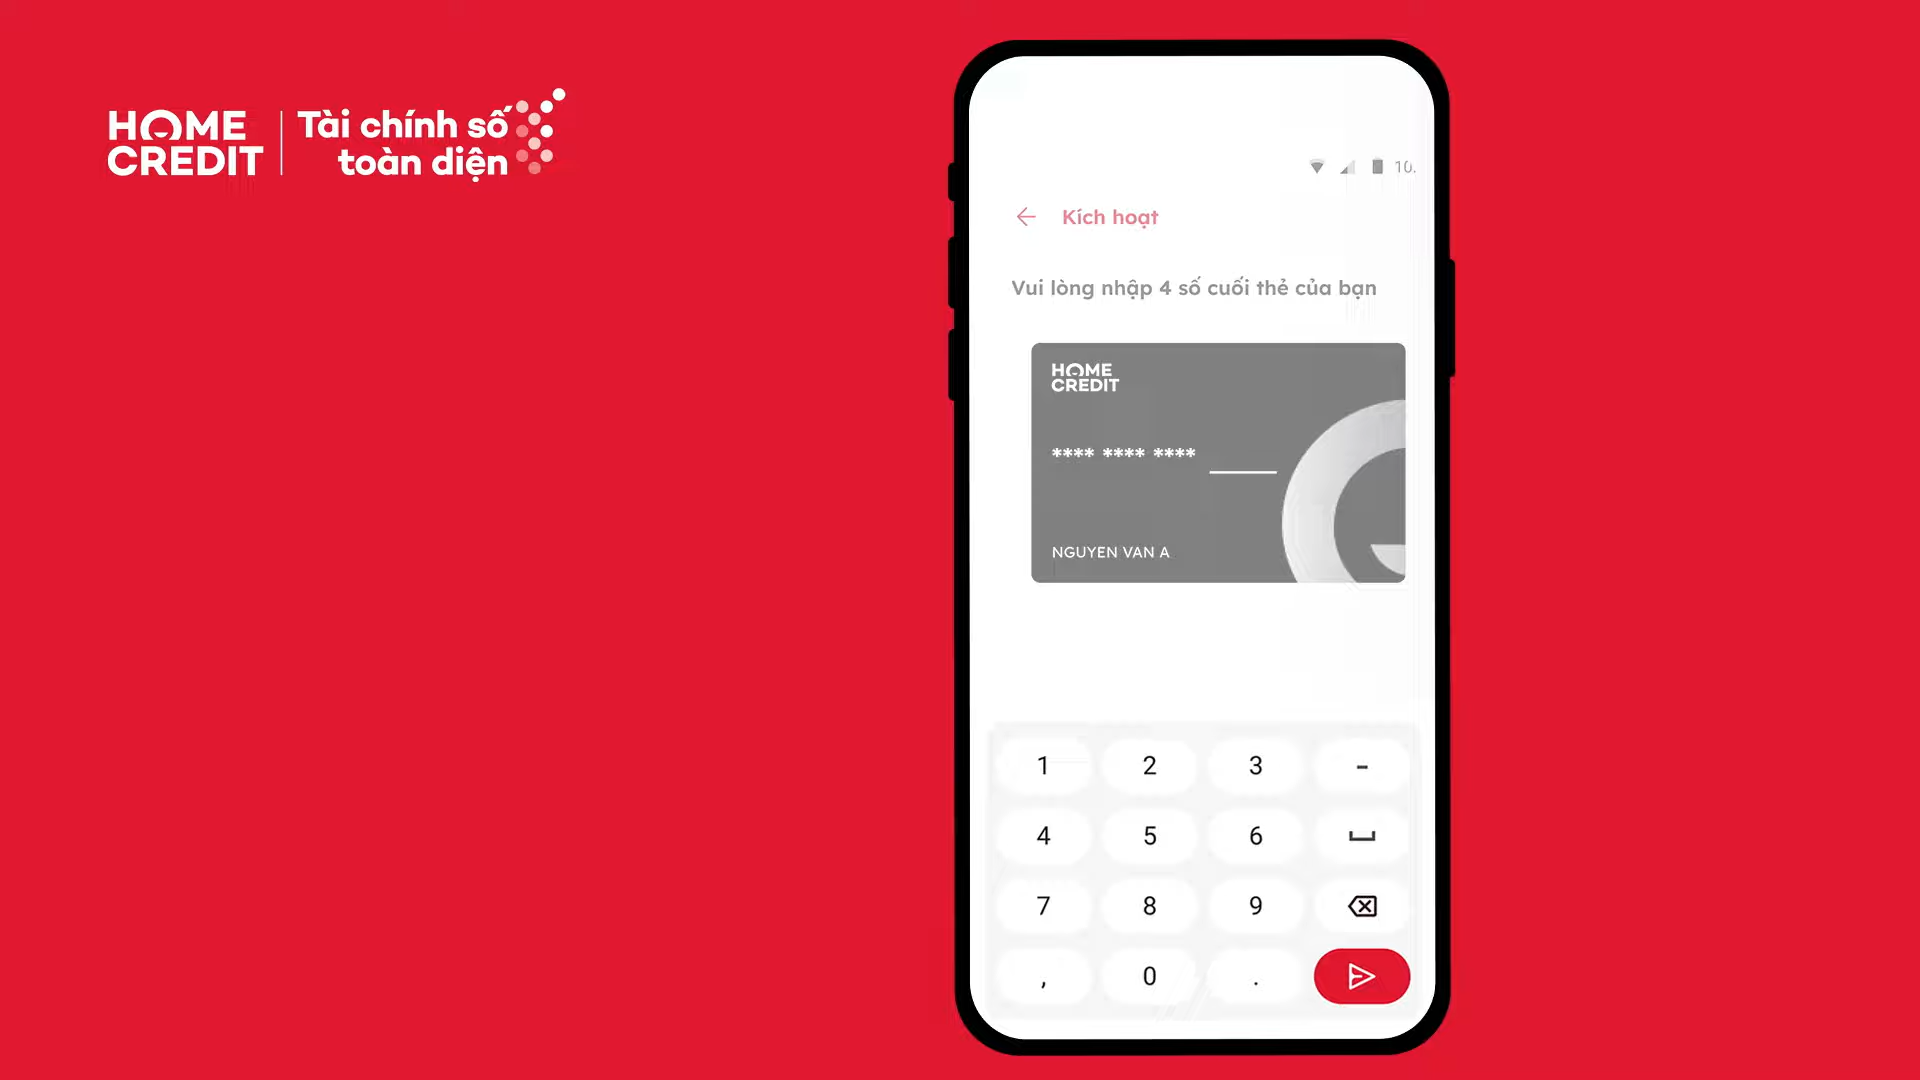 HOME
CREDIT
Tài chính số
toàn diện
10.
Kích hoạt
Vui lòng nhập 4 số cuối thẻ của bạn
HOME
CREDIT
**** **** ****
NGUYEN VAN A
1 2 3 -
4 5 6
7 8 9
, 0 .